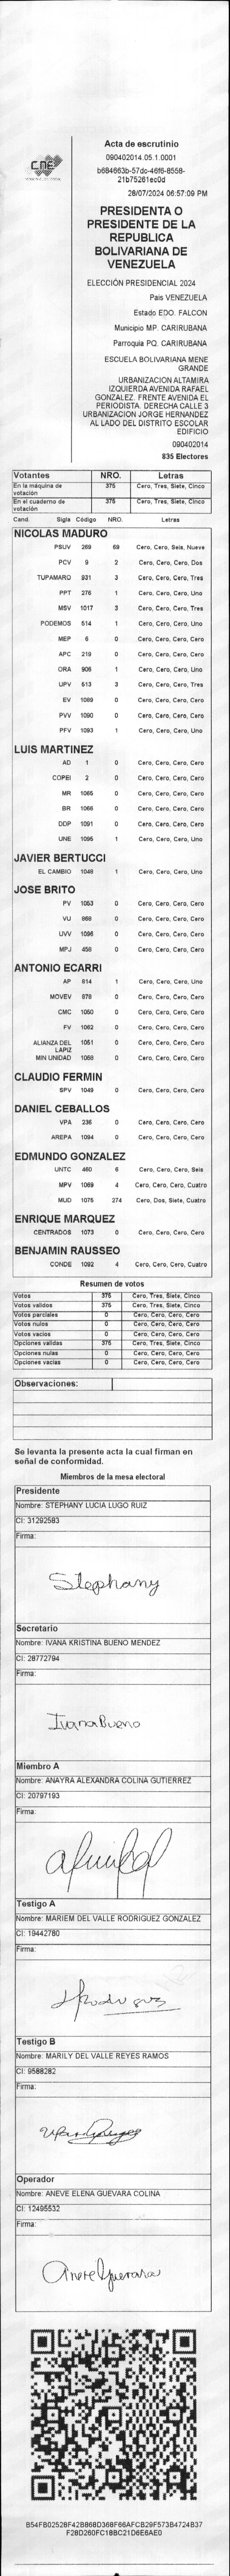 CNE
Acta de escrutinio
090402014.05.1.0001
b684663b-57dc-46f6-8558-
21b75261ec0d
28/07/2024 06:57:09 PM
PRESIDENTA O
PRESIDENTE DE LA
REPUBLICA
BOLIVARIANA DE
VENEZUELA
ELECCIÓN PRESIDENCIAL 2024
País VENEZUELA
Estado EDO. FALCON
Municipio MP. CARIRUBANA
Parroquia PQ. CARIRUBANA
ESCUELA BOLIVARIANA MENE
GRANDE
URBANIZACION ALTAMIRA
IZQUIERDA AVENIDA RAFAEL
GONZALEZ. FRENTE AVENIDA EL
PERIODISTA. DERECHA CALLE 3
URBANIZACION JORGE HERNANDEZ
AL LADO DEL DISTRITO ESCOLAR
EDIFICIO
090402014
835 Electores
Votantes NRO. Letras
En la máquina de votación 375 Cero, Tres, Siete, Cinco
En el cuaderno de votación 375 Cero, Tres, Siete, Cinco
Cand. Sigla Código NRO. Letras
NICOLAS MADURO
PSUV 269 69 Cero, Cero, Seis, Nueve
PCV 9 2 Cero, Cero, Cero, Dos
TUPAMARO 931 3 Cero, Cero, Cero, Tres
PPT 276 1 Cero, Cero, Cero, Uno
MSV 1017 3 Cero, Cero, Cero, Tres
PODEMOS 514 1 Cero, Cero, Cero, Uno
MEP 6 0 Cero, Cero, Cero, Cero
APC 219 0 Cero, Cero, Cero, Cero
ORA 906 1 Cero, Cero, Cero, Uno
UPV 513 3 Cero, Cero, Cero, Tres
EV 1089 0 Cero, Cero, Cero, Cero
PVV 1090 0 Cero, Cero, Cero, Cero
PFV 1093 1 Cero, Cero, Cero, Uno
LUIS MARTINEZ
AD 1 0 Cero, Cero, Cero, Cero
COPEI 2 0 Cero, Cero, Cero, Cero
MR 1065 0 Cero, Cero, Cero, Cero
BR 1066 0 Cero, Cero, Cero, Cero
DDP 1091 0 Cero, Cero, Cero, Cero
UNE 1095 1 Cero, Cero, Cero, Uno
JAVIER BERTUCCI
EL CAMBIO 1048 1 Cero, Cero, Cero, Uno
JOSE BRITO
PV 1053 0 Cero, Cero, Cero, Cero
VU 868 0 Cero, Cero, Cero, Cero
UVV 1096 0 Cero, Cero, Cero, Cero
MPJ 456 0 Cero, Cero, Cero, Cero
ANTONIO ECARRI
AP 814 1 Cero, Cero, Cero, Uno
MOVEV 878 0 Cero, Cero, Cero, Cero
CMC 1050 0 Cero, Cero, Cero, Cero
FV 1062 0 Cero, Cero, Cero, Cero
ALIANZA DEL LAPIZ 1051 0 Cero, Cero, Cero, Cero
MIN UNIDAD 1068 0 Cero, Cero, Cero, Cero
CLAUDIO FERMIN
SPV 1049 0 Cero, Cero, Cero, Cero
DANIEL CEBALLOS
VPA 236 0 Cero, Cero, Cero, Cero
AREPA 1094 0 Cero, Cero, Cero, Cero
EDMUNDO GONZALEZ
UNTC 460 6 Cero, Cero, Cero, Seis
MPV 1069 4 Cero, Cero, Cero, Cuatro
MUD 1075 274 Cero, Dos, Siete, Cuatro
ENRIQUE MARQUEZ
CENTRADOS 1073 0 Cero, Cero, Cero, Cero
BENJAMIN RAUSSEO
CONDE 1092 4 Cero, Cero, Cero, Cuatro
Resumen de votos
Votos 375 Cero, Tres, Siete, Cinco
Votos validos 375 Cero, Tres, Siete, Cinco
Votos parciales 0 Cero, Cero, Cero, Cero
Votos nulos 0 Cero, Cero, Cero, Cero
Votos vacios 0 Cero, Cero, Cero, Cero
Opciones validas 375 Cero, Tres, Siete, Cinco
Opciones nulas 0 Cero, Cero, Cero, Cero
Opciones vacias 0 Cero, Cero, Cero, Cero
Observaciones:
Se levanta la presente acta la cual firman en
señal de conformidad.
Miembros de la mesa electoral
Presidente
Nombre: STEPHANY LUCIA LUGO RUIZ
CI: 31292583
Firma:
Stephany
Secretario
Nombre: IVANA KRISTINA BUENO MENDEZ
CI: 28772794
Firma:
Ivana Bueno
Miembro A
Nombre: ANAYRA ALEXANDRA COLINA GUTIERREZ
CI: 20797193
Firma:
Testigo A
Nombre: MARIEM DEL VALLE RODRIGUEZ GONZALEZ
CI: 19442780
Firma:
Testigo B
Nombre: MARILY DEL VALLE REYES RAMOS
CI: 9588282
Firma:
Operador
Nombre: ANEVE ELENA GUEVARA COLINA
CI: 12495532
Firma:
Aneve Guevara
B54FB02528F42B868D368F66AFCB29F573B4724B37
F28D260FC18BC21D6E6AE0